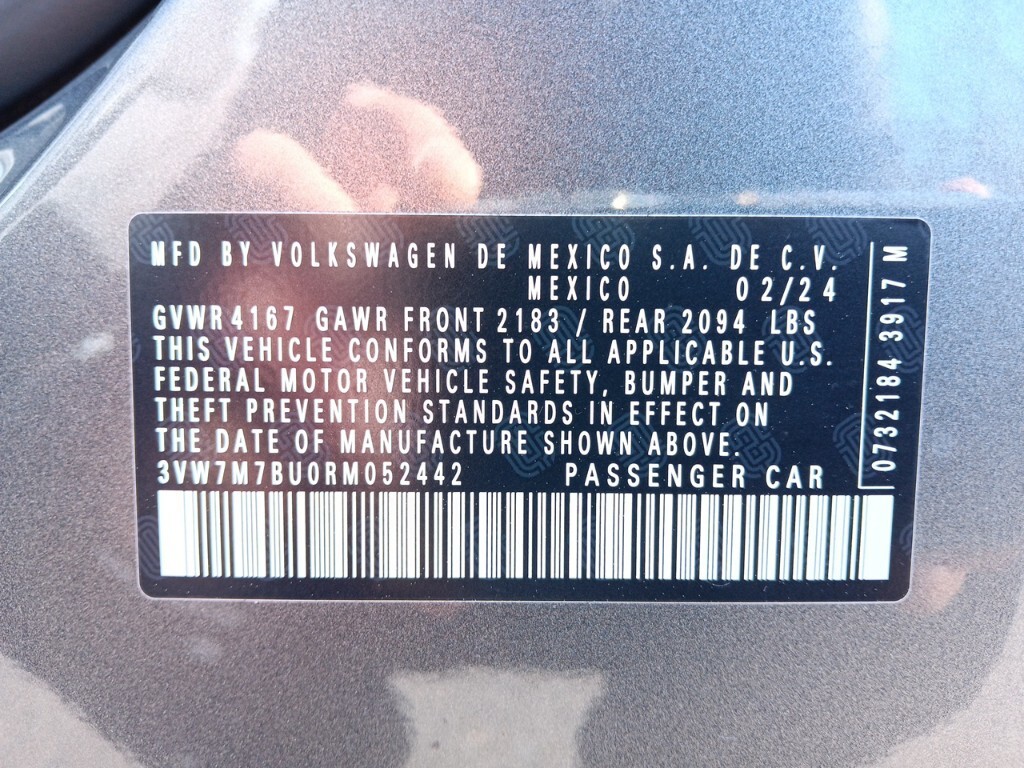 MFD BY VOLKSWAGEN DE MEXICO S.A. DE C.V.
MEXICO 02/24
GVWR 4167 GAWR FRONT 2183 / REAR 2094 LBS
THIS VEHICLE CONFORMS TO ALL APPLICABLE U.S.
FEDERAL MOTOR VEHICLE SAFETY, BUMPER AND
THEFT PREVENTION STANDARDS IN EFFECT ON
THE DATE OF MANUFACTURE SHOWN ABOVE.
3VW7M7BU0RM052442 PASSENGER CAR
0732184 3917 M